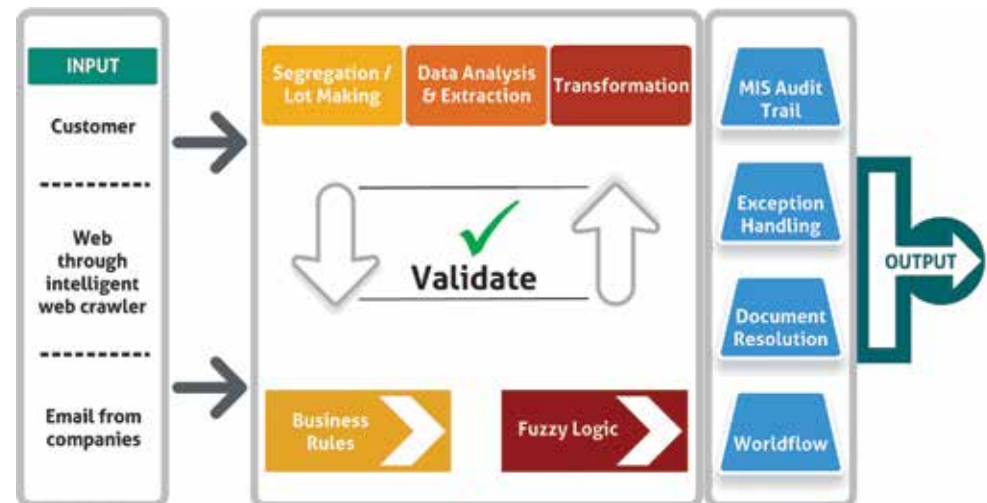 INPUT
Customer
Web
through
intelligent
web crawler
Email from
companies
Segregation /
Lot Making
Data Analysis
& Extraction
Transformation
Validate
Business
Rules
Fuzzy Logic
MIS Audit
Trail
Exception
Handling
Document
Resolution
Worldflow
OUTPUT